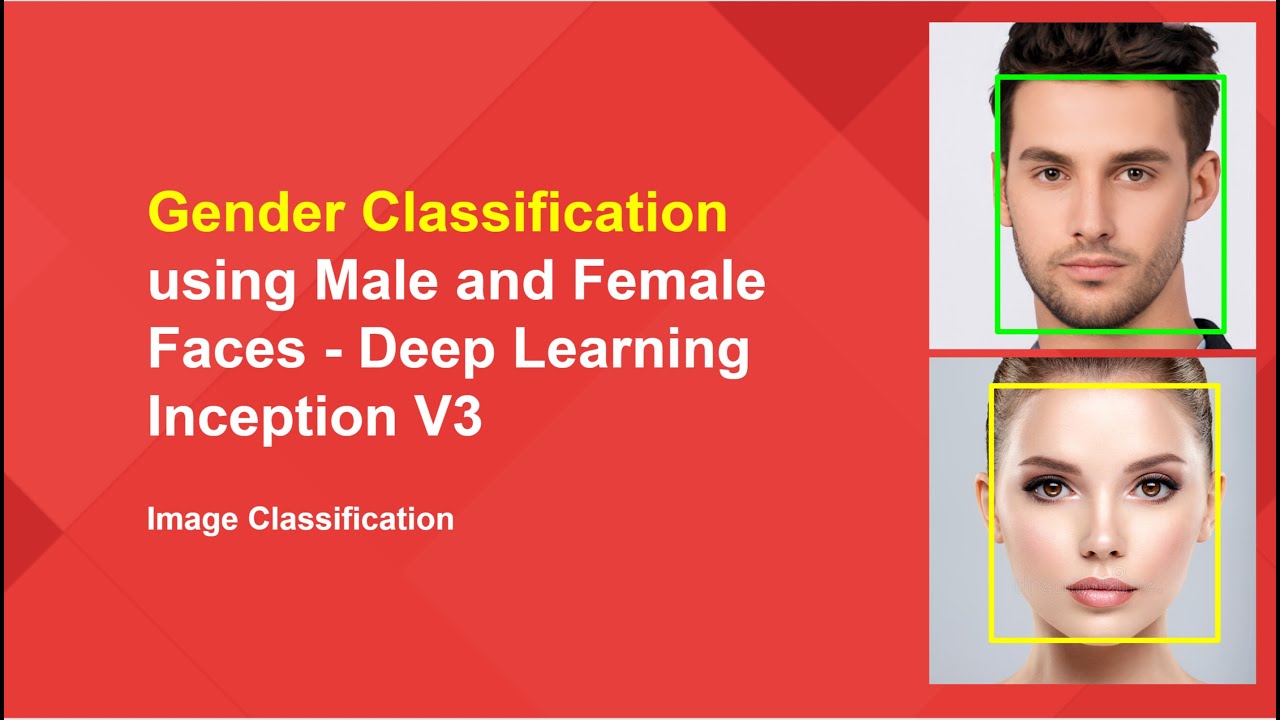 Gender Classification
using Male and Female
Faces - Deep Learning
Inception V3
Image Classification